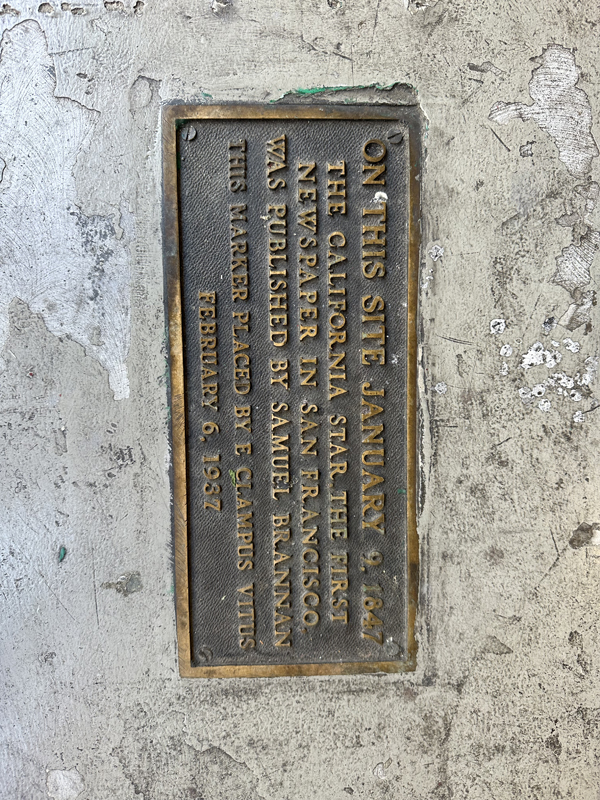 ON THIS SITE JANUARY 9, 1847
THE CALIFORNIA STAR, THE FIRST
NEWSPAPER IN SAN FRANCISCO,
WAS PUBLISHED BY SAMUEL BRANNAN
THIS MARKER PLACED BY E CLAMPUS VITUS
FEBRUARY 6, 1937